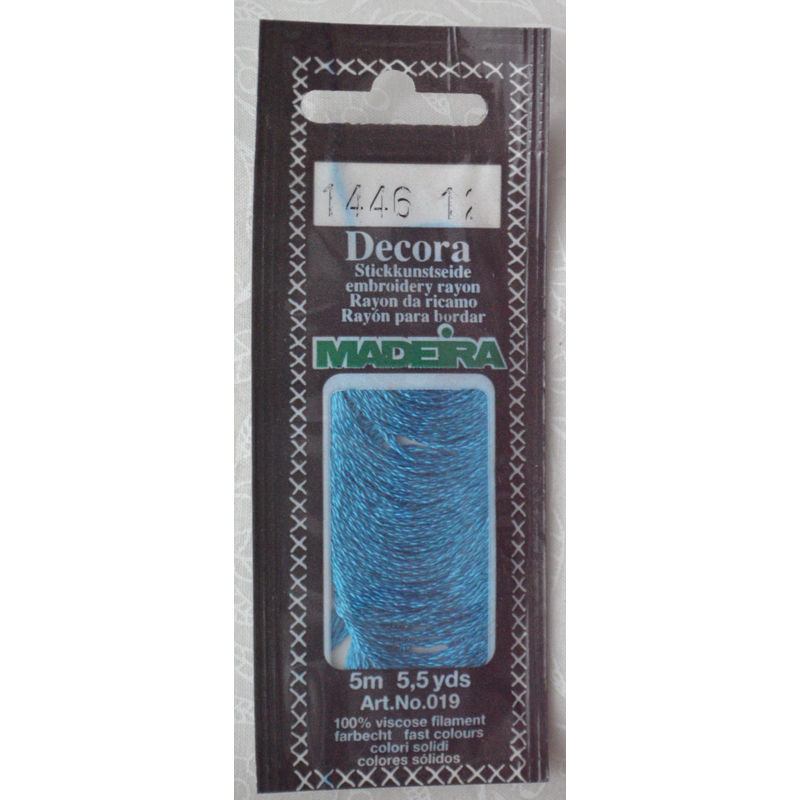 1446 12
Decora
Stickkunstseide
embroidery rayon
Rayon da ricamo
Rayón para bordar
MADEIRA
5m 5,5 yds
Art.No.019
100% viscose filament
farbecht fast colours
colori solidi
colores sólidos